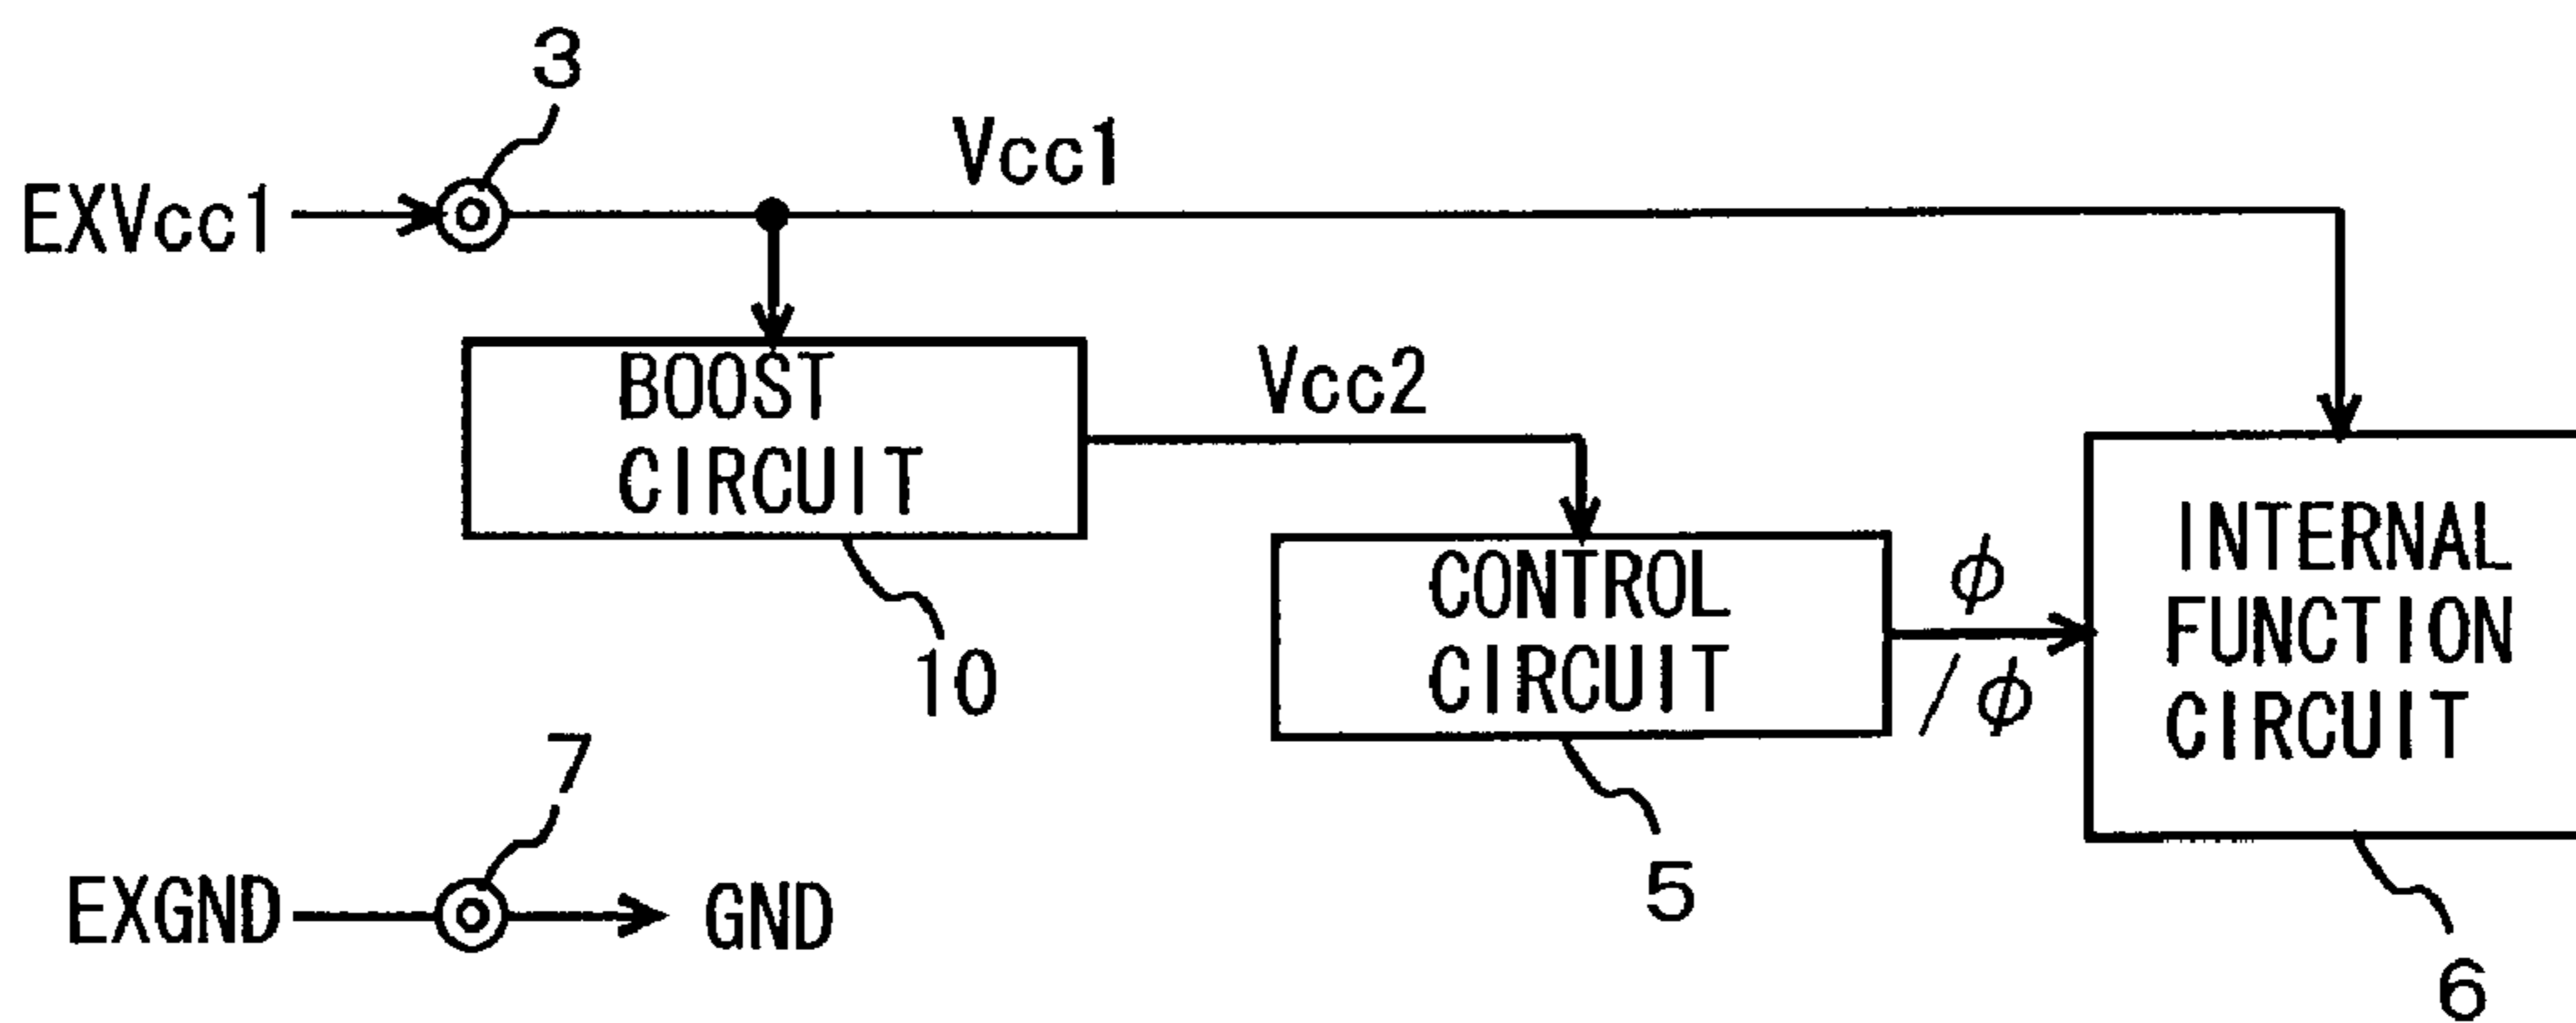 3
Vcc1
EXVcc1
BOOST
CIRCUIT
Vcc2
10
CONTROL
CIRCUIT
φ
/φ
INTERNAL
FUNCTION
CIRCUIT
7
EXGND
GND
5
6